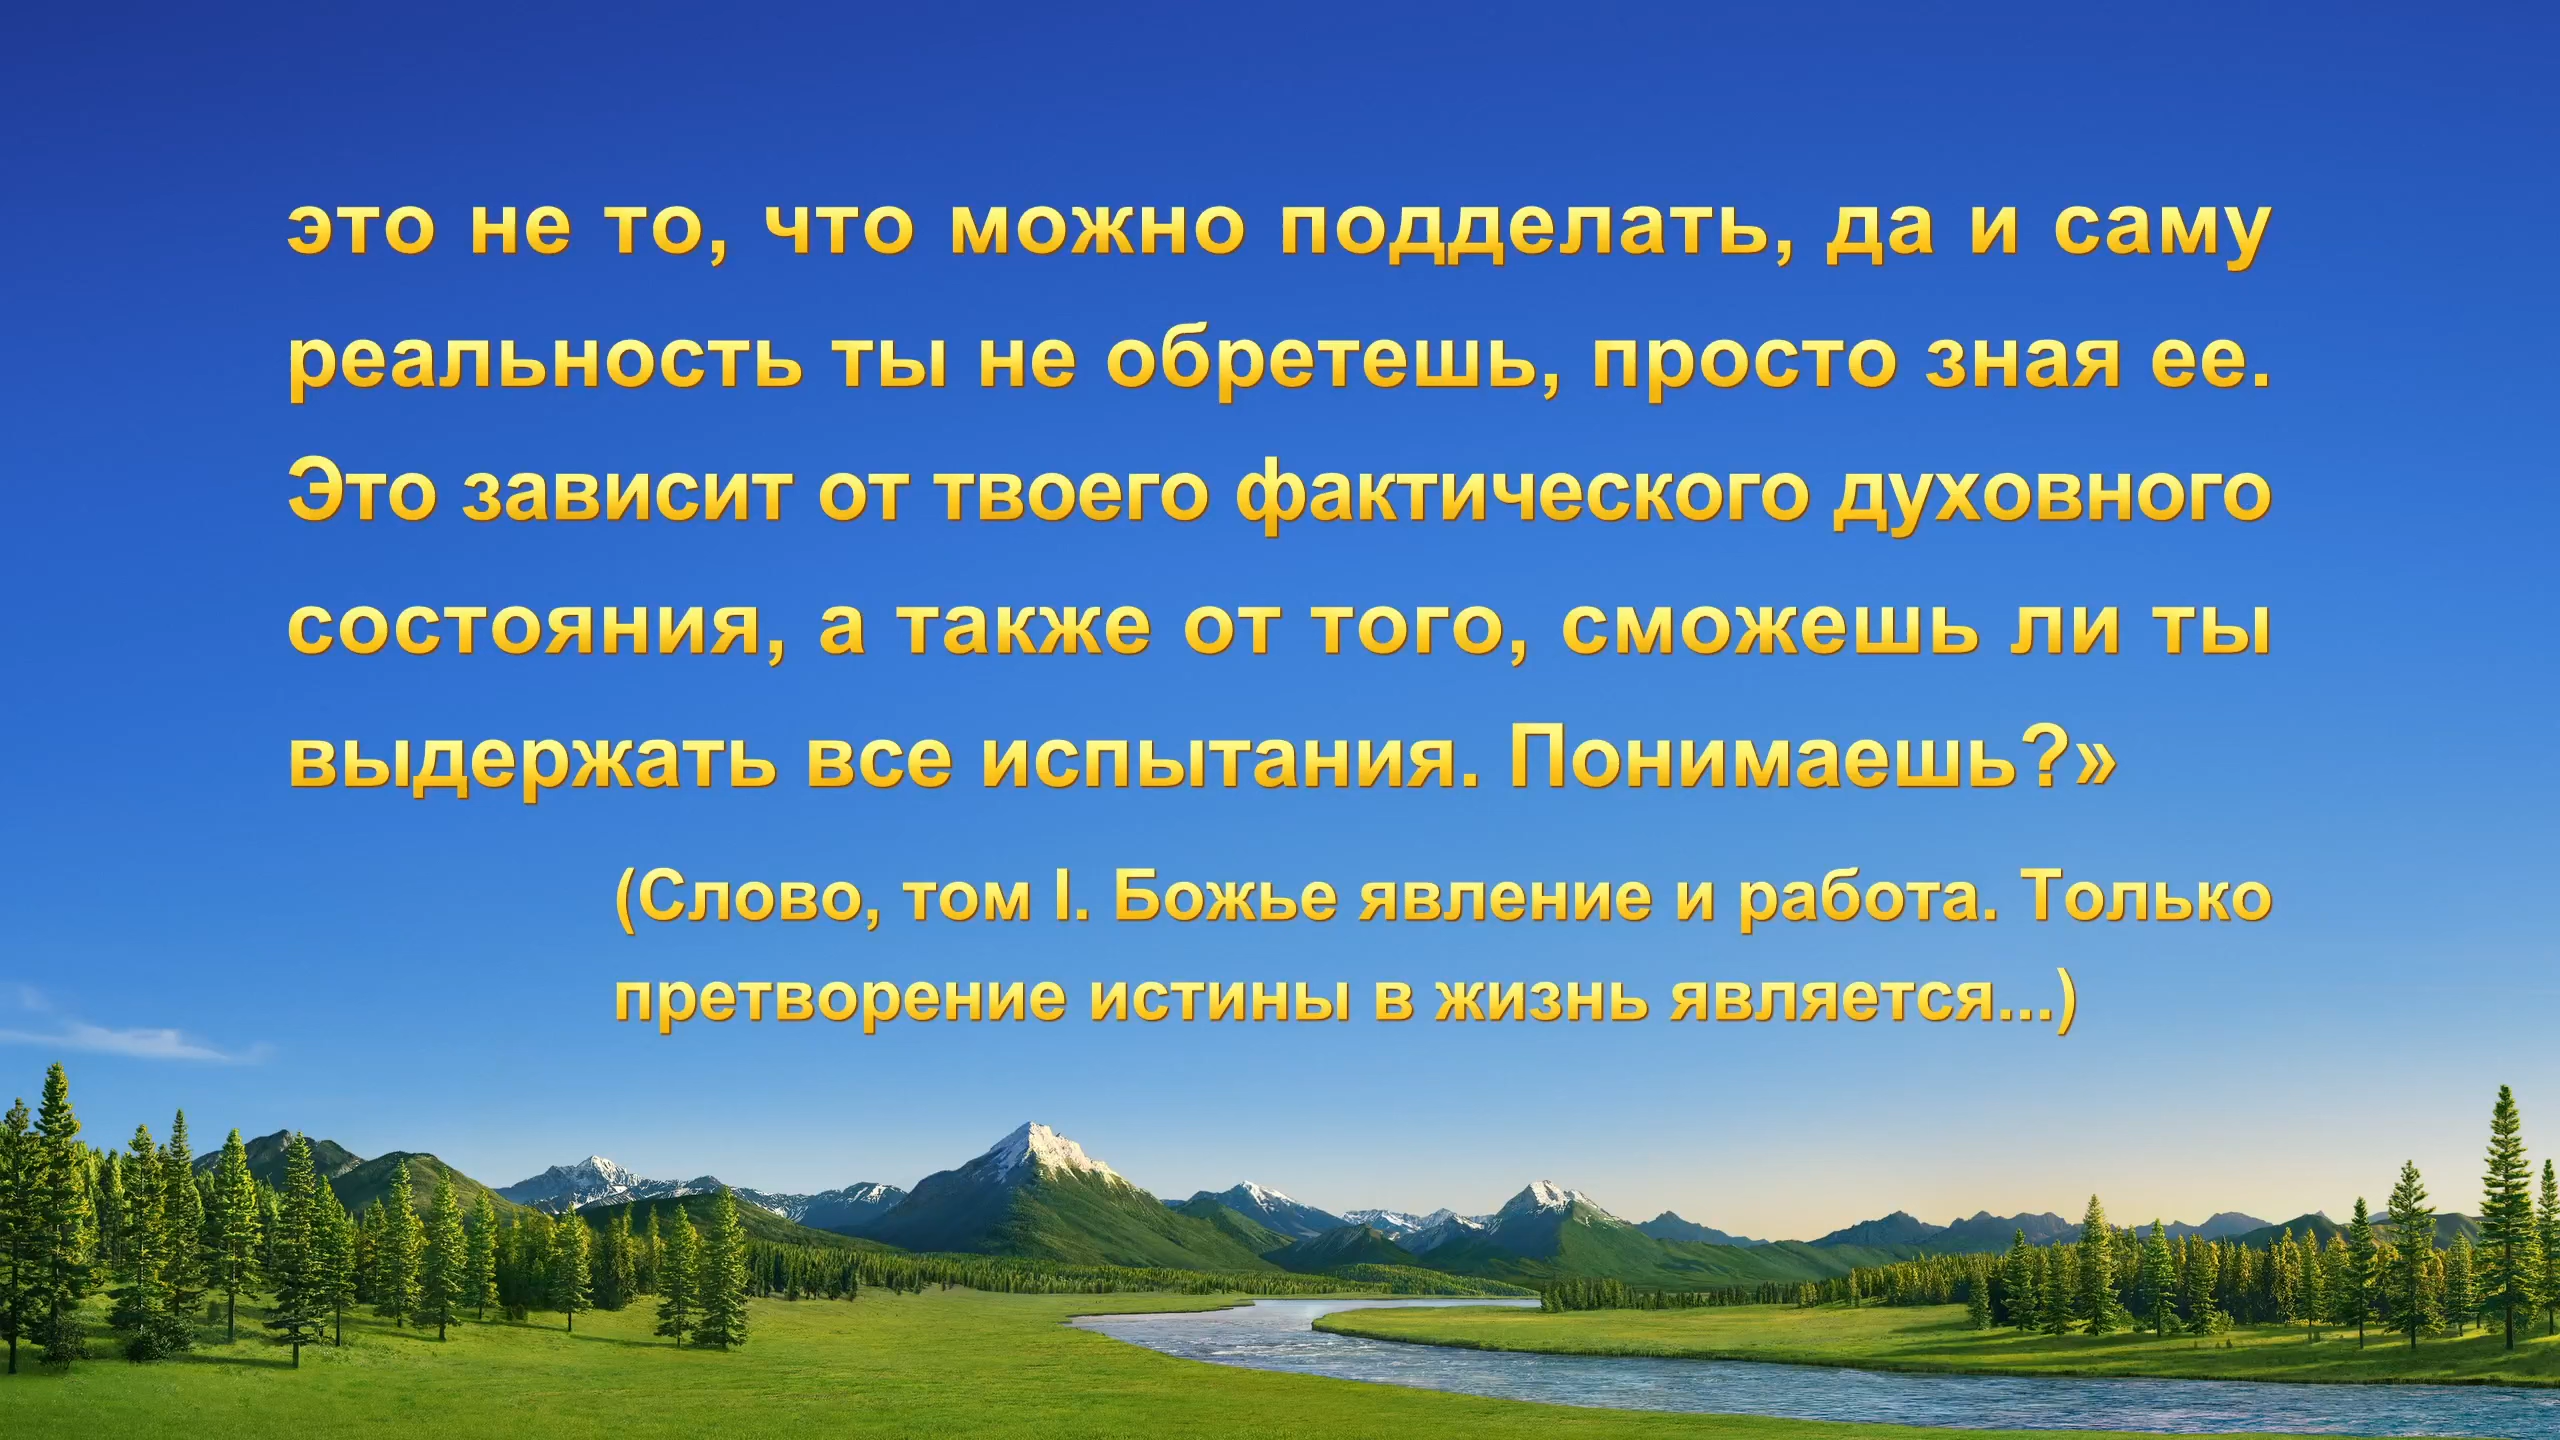 это не то, что можно подделать, да и саму
реальность ты не обретешь, просто зная ее.
Это зависит от твоего фактического духовного
состояния, а также от того, сможешь ли ты
выдержать все испытания. Понимаешь?»
(Слово, том I. Божье явление и работа. Только
претворение истины в жизнь является...)